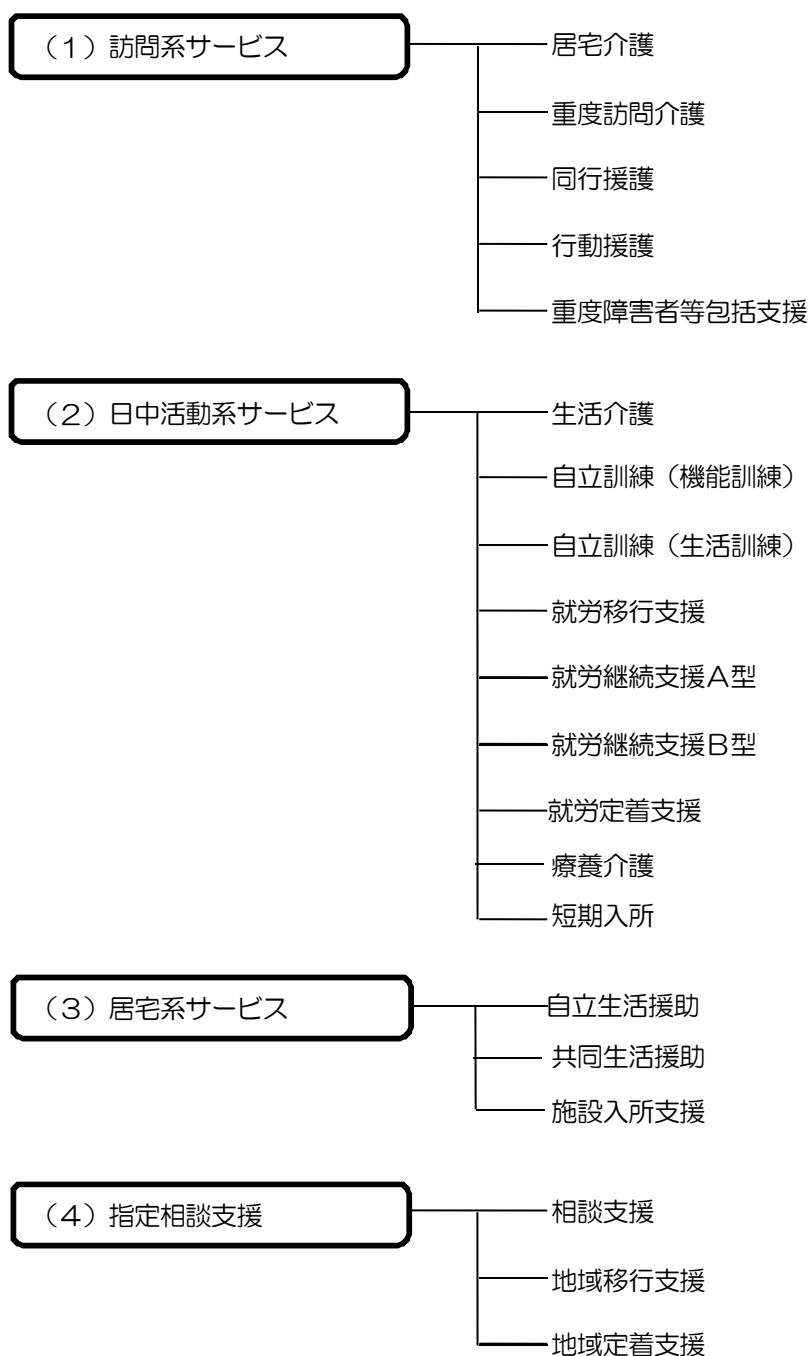 （１）訪問系サービス
居宅介護
重度訪問介護
同行援護
行動援護
重度障害者等包括支援
（２）日中活動系サービス
生活介護
自立訓練（機能訓練）
自立訓練（生活訓練）
就労移行支援
就労継続支援Ａ型
就労継続支援Ｂ型
就労定着支援
療養介護
短期入所
（３）居宅系サービス
自立生活援助
共同生活援助
施設入所支援
（４）指定相談支援
相談支援
地域移行支援
地域定着支援